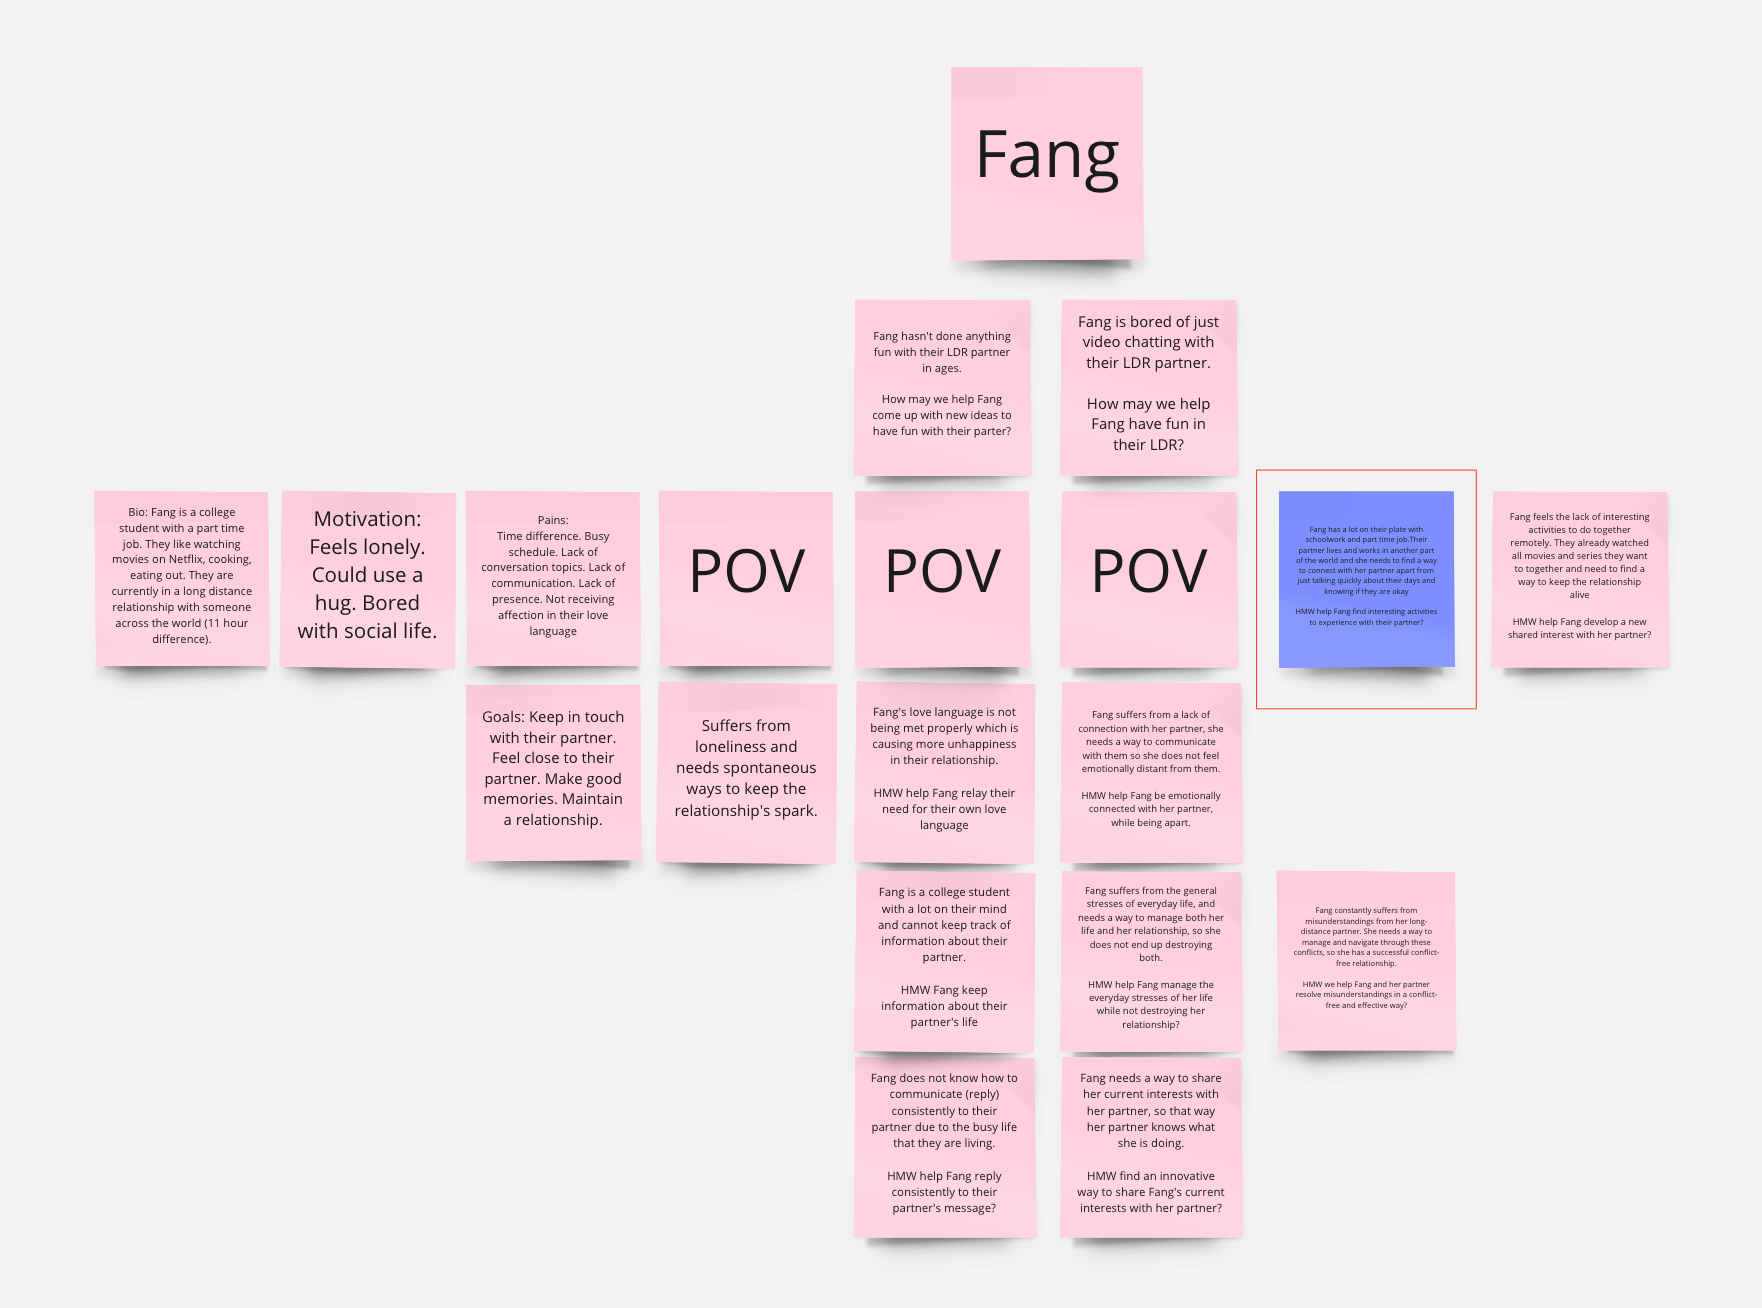 Fang
Fang hasn't done anything
fun with their LDR partner
in ages.
How may we help Fang
come up with new ideas to
have fun with their parter?
Fang is bored of just
video chatting with
their LDR partner.
How may we help
Fang have fun in
their LDR?
Bio: Fang is a college
student with a part time
job. They like watching
movies on Netflix, cooking,
eating out. They are
currently in a long distance
relationship with someone
across the world (11 hour
difference).
Motivation:
Feels lonely.
Could use a
hug. Bored
with social life.
Pains:
Time difference. Busy
schedule. Lack of
conversation topics. Lack of
communication. Lack of
presence. Not receiving
affection in their love
language
POV
POV
POV
Fang has a lot on their plate with
schoolwork and part time job.Their
partner lives and works in another part
of the world and she needs to find a way
to connect with her partner apart from
just talking quickly about their days and
knowing if they are okay
HMW help Fang find interesting activities
to experience with their partner?
Fang feels the lack of interesting
activities to do together
remotely. They already watched
all movies and series they want
to together and need to find a
way to keep the relationship
alive
HMW help Fang develop a new
shared interest with her partner?
Goals: Keep in touch
with their partner.
Feel close to their
partner. Make good
memories. Maintain
a relationship.
Suffers from
loneliness and
needs spontaneous
ways to keep the
relationship's spark.
Fang's love language is not
being met properly which is
causing more unhappiness
in their relationship.
HMW help Fang relay their
need for their own love
language
Fang suffers from a lack of
connection with her partner, she
needs a way to communicate
with them so she does not feel
emotionally distant from them.
HMW help Fang be emotionally
connected with her partner,
while being apart.
Fang is a college student
with a lot on their mind
and cannot keep track of
information about their
partner.
HMW Fang keep
information about their
partner's life
Fang suffers from the general
stresses of everyday life, and
needs a way to manage both her
life and her relationship, so she
does not end up destroying
both.
HMW help Fang manage the
everyday stresses of her life
while not destroying her
relationship?
Fang constantly suffers from
misunderstandings from her long-
distance partner. She needs a way to
manage and navigate through these
conflicts, so she has a successful conflict-
free relationship.
HMW we help Fang and her partner
resolve misunderstandings in a conflict-
free and effective way?
Fang does not know how to
communicate (reply)
consistently to their
partner due to the busy life
that they are living.
HMW help Fang reply
consistently to their
partner's message?
Fang needs a way to share
her current interests with
her partner, so that way
her partner knows what
she is doing.
HMW find an innovative
way to share Fang's current
interests with her partner?